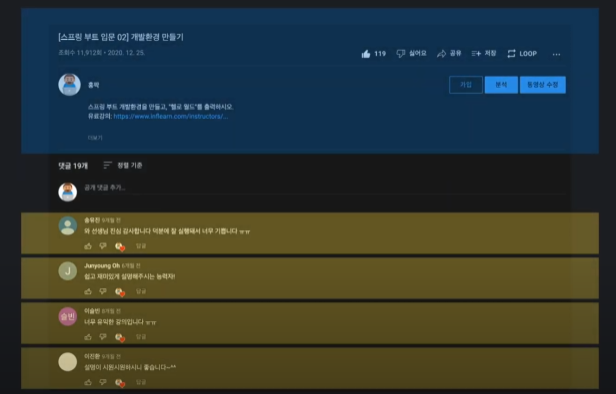 [스프링 부트 입문 02] 개발환경 만들기
조회수 11,912회 • 2020. 12. 25.
119 싫어요 공유 저장 LOOP ...
홍팍
가입 분석 동영상 수정
스프링 부트 개발환경을 만들고, "헬로 월드"를 출력하시오.
유료강의: https://www.inflearn.com/instructors/...
더보기
댓글 19개 정렬 기준
공개 댓글 추가...
송유진 9개월 전
와 선생님 진심 감사합니다 덕분에 잘 실행돼서 너무 기쁩니다 ㅠㅠ
답글
J
Junyoung Oh 6개월 전
쉽고 재미있게 설명해주시는 능력자!
답글
슬빈
이슬빈 9개월 전
너무 유익한 강의입니다 ㅠㅠ
답글
이진환 9개월 전
설명이 시원시원하시니 좋습니다~^^
답글